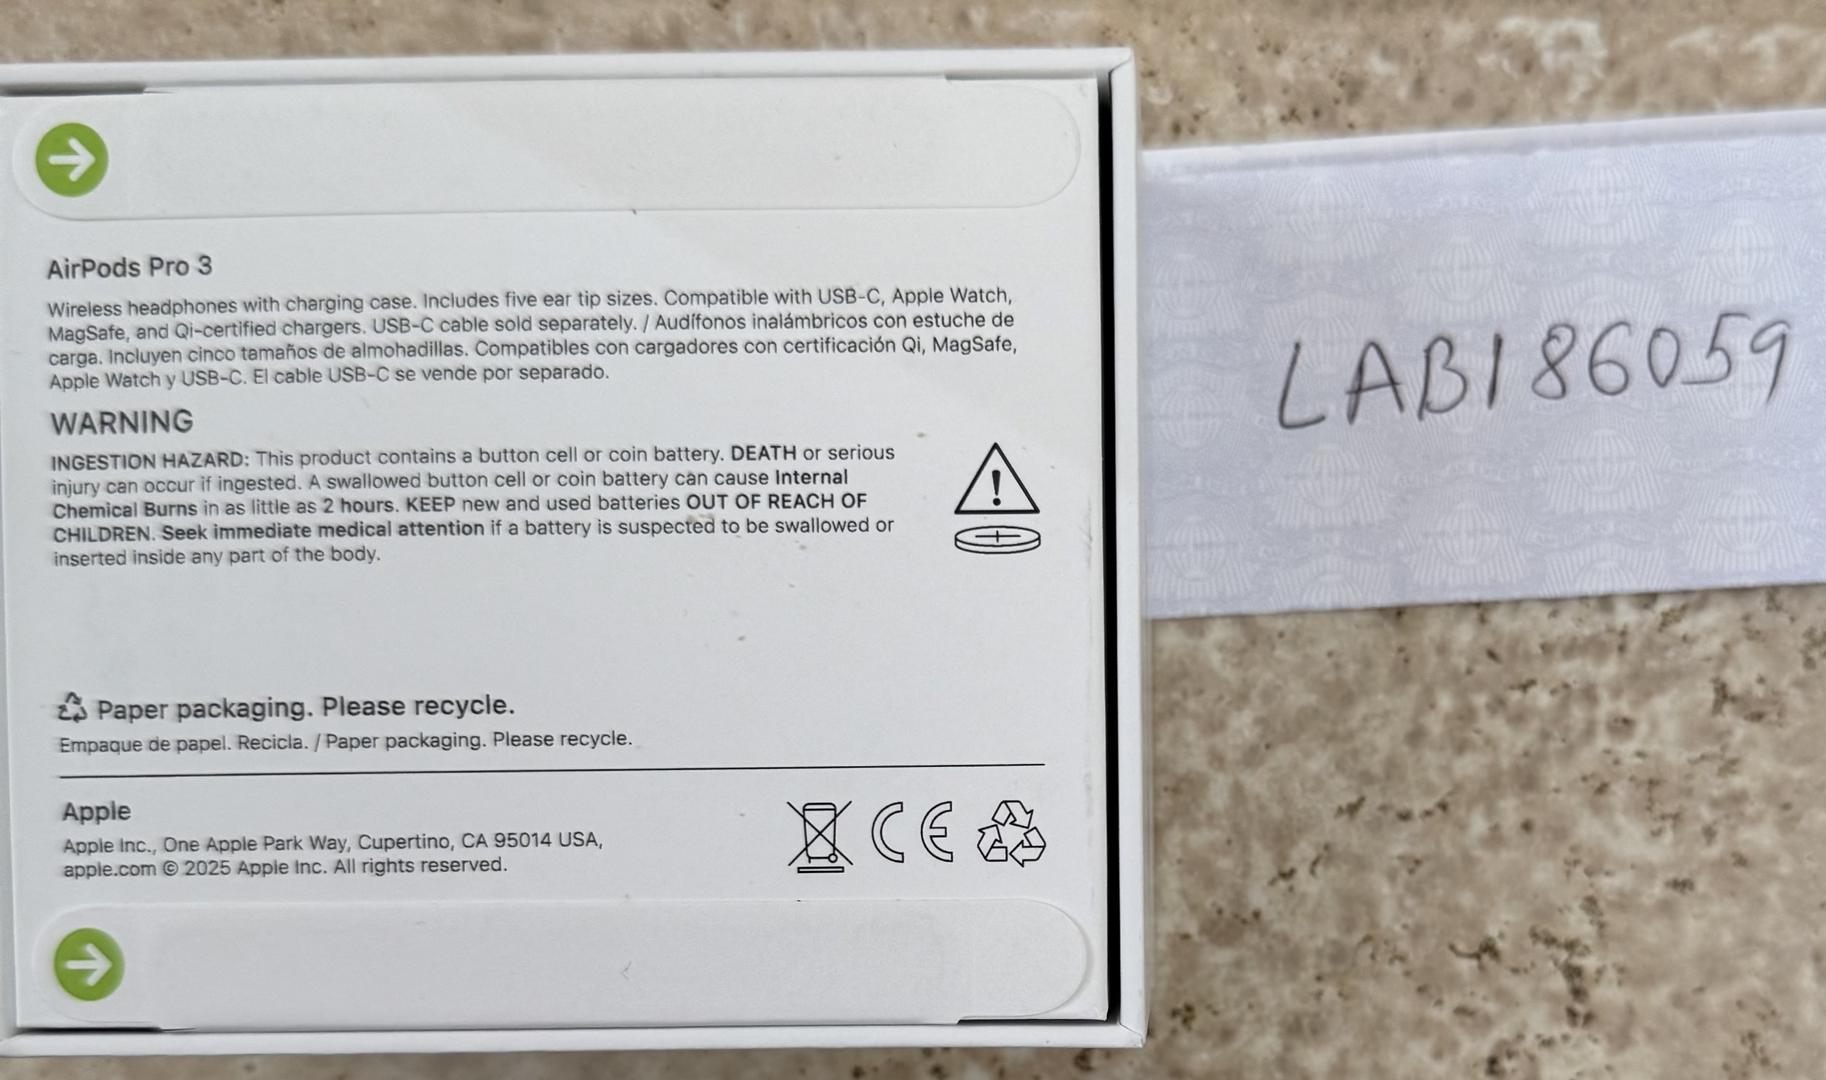 AirPods Pro 3
Wireless headphones with charging case. Includes five ear tip sizes. Compatible with USB-C, Apple Watch,
MagSafe, and Qi-certified chargers. USB-C cable sold separately. / Audífonos inalámbricos con estuche de
carga. Incluyen cinco tamaños de almohadillas. Compatibles con cargadores con certificación Qi, MagSafe,
Apple Watch y USB-C. El cable USB-C se vende por separado.
WARNING
INGESTION HAZARD: This product contains a button cell or coin battery. DEATH or serious
injury can occur if ingested. A swallowed button cell or coin battery can cause Internal
Chemical Burns in as little as 2 hours. KEEP new and used batteries OUT OF REACH OF
CHILDREN. Seek immediate medical attention if a battery is suspected to be swallowed or
inserted inside any part of the body.
Paper packaging. Please recycle.
Empaque de papel. Recicla. / Paper packaging. Please recycle.
Apple
Apple Inc., One Apple Park Way, Cupertino, CA 95014 USA,
apple.com © 2025 Apple Inc. All rights reserved.
CE
LAB186059